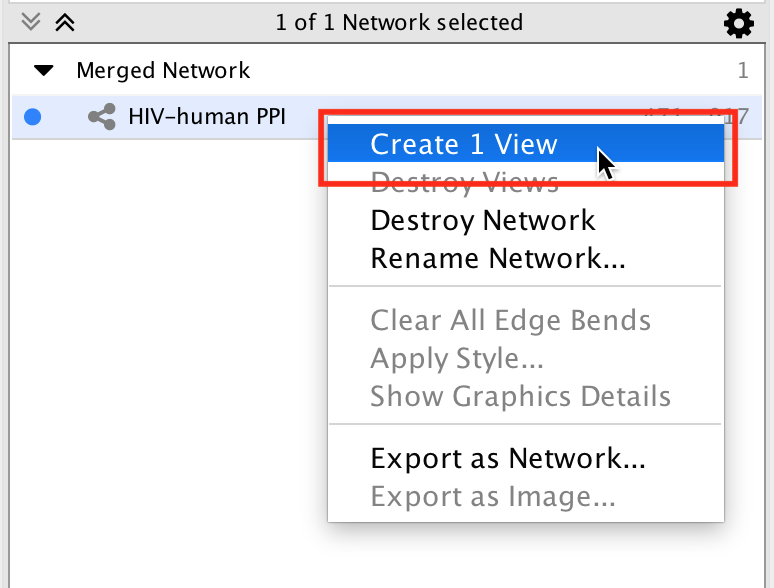 1 of 1 Network selected
Merged Network 1
HIV-human PPI
Create 1 View
Destroy Views
Destroy Network
Rename Network...
Clear All Edge Bends
Apply Style...
Show Graphics Details
Export as Network...
Export as Image...